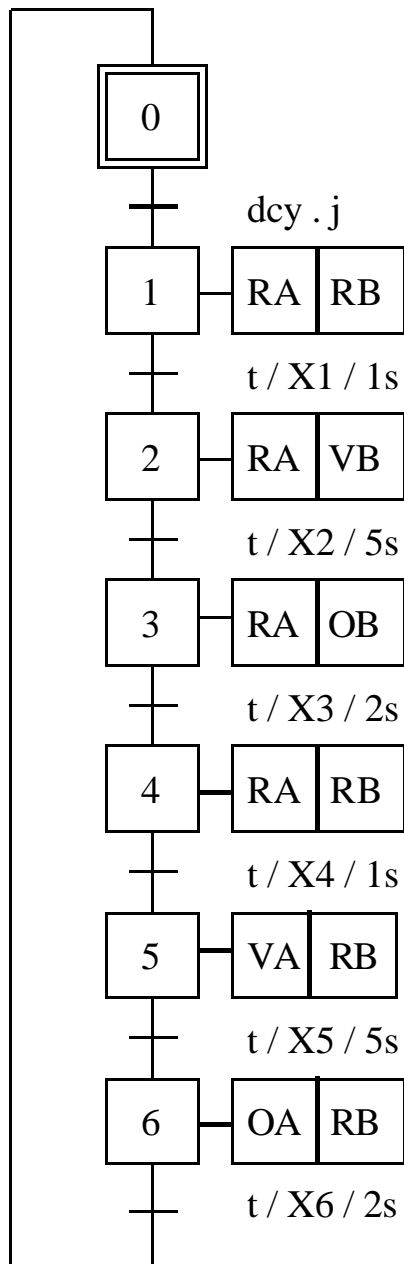 0
dcy . j
1 RA RB
t / X1 / 1s
2 RA VB
t / X2 / 5s
3 RA OB
t / X3 / 2s
4 RA RB
t / X4 / 1s
5 VA RB
t / X5 / 5s
6 OA RB
t / X6 / 2s